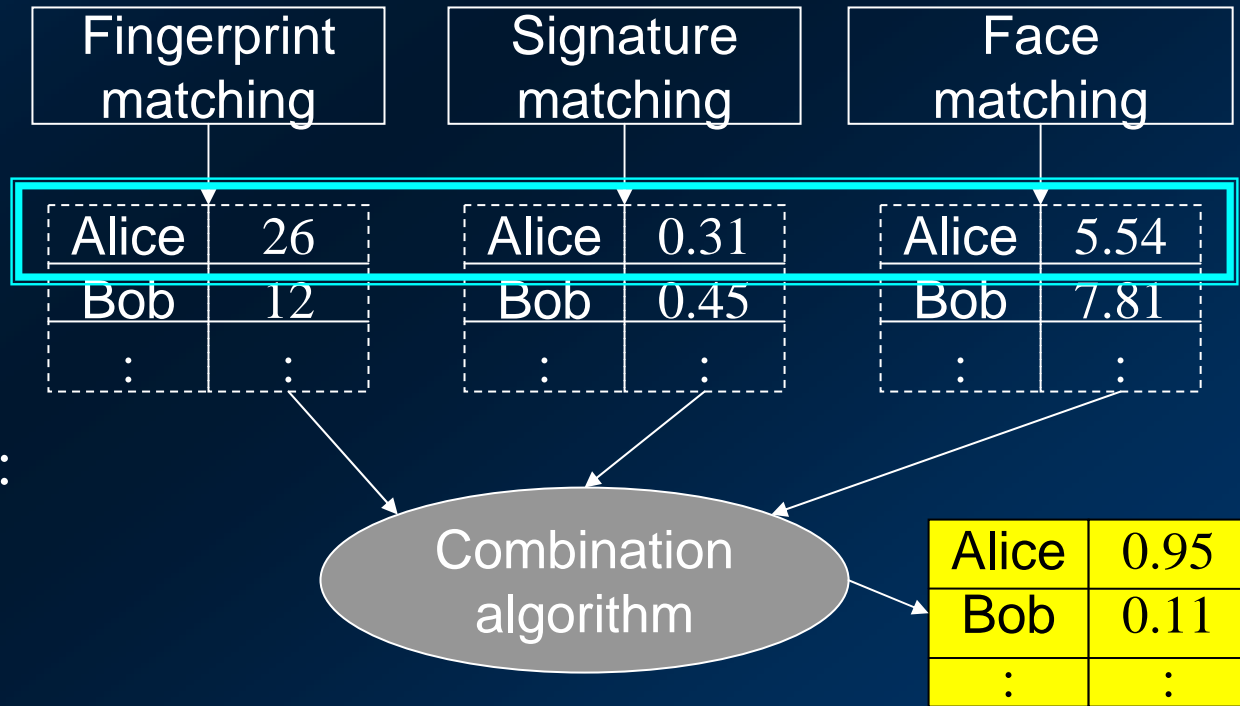 Fingerprint matching
Signature matching
Face matching
Alice 26
Bob 12
: :
Alice 0.31
Bob 0.45
: :
Alice 5.54
Bob 7.81
: :
:
Combination
algorithm
Alice 0.95
Bob 0.11
: :